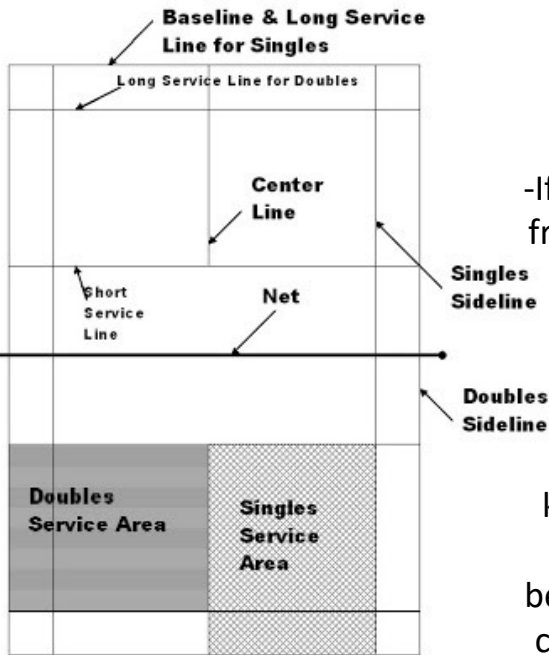 Baseline & Long Service
Line for Singles
Long Service Line for Doubles
Center
Line
-If
Singles
Sideline
Short
Service
Line
Net
Doubles
Sideline
Doubles
Service Area
Singles
Service
Area